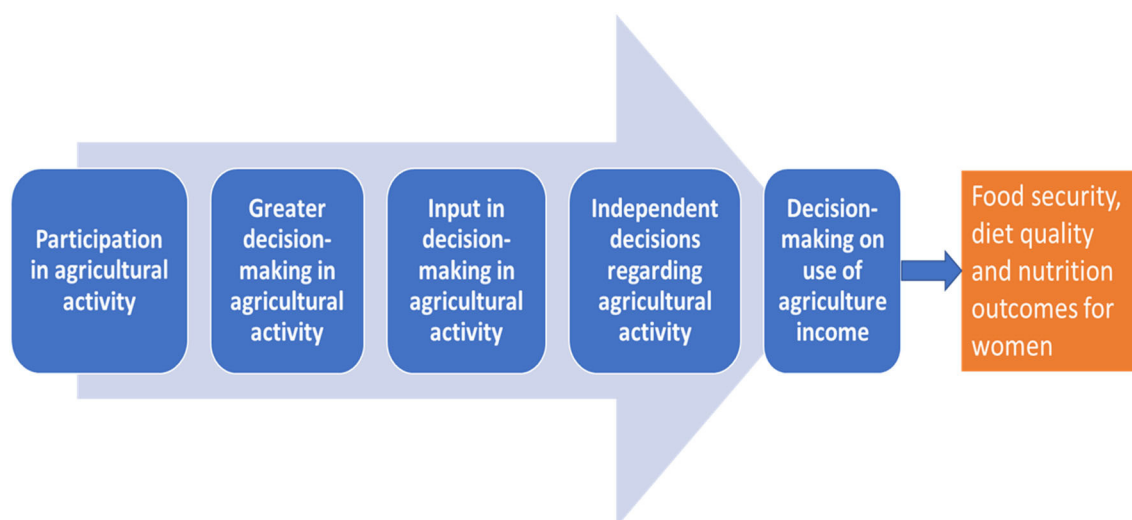 Participation
in agricultural
activity
Greater
decision-
making in
agricultural
activity
Input in
decision-
making in
agricultural
activity
Independent
decisions
regarding
agricultural
activity
Decision-
making on
use of
agriculture
income
Food security,
diet quality
and nutrition
outcomes for
women